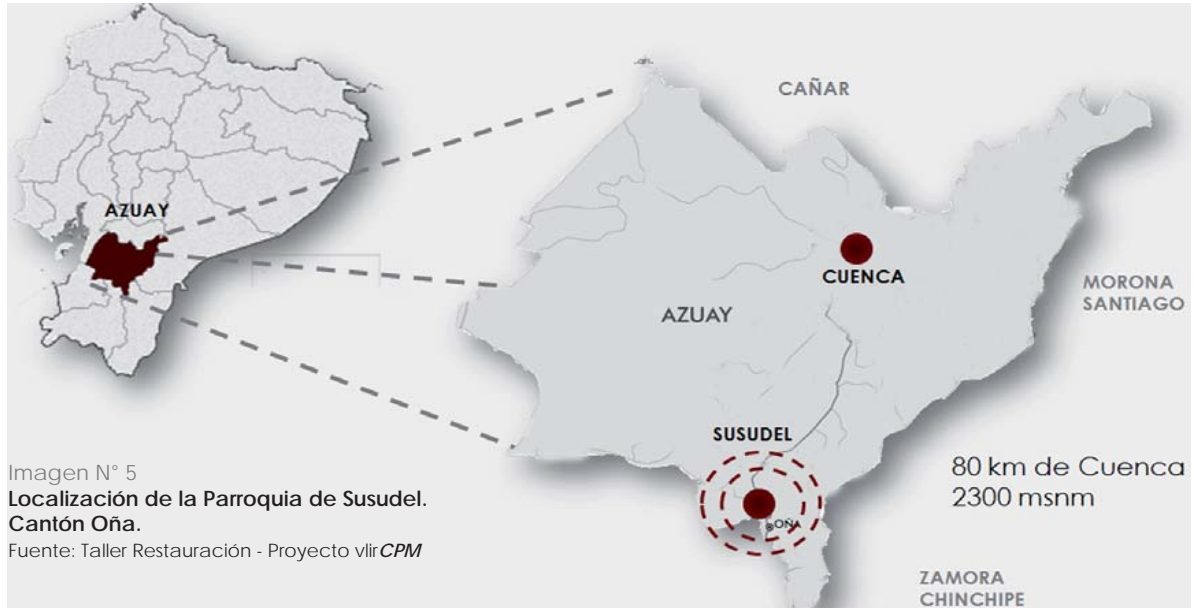 CAÑAR
AZUAY
CUENCA
MORONA
SANTIAGO
AZUAY
SUSUDEL
80 km de Cuenca
2300 msnm
OÑA
Imagen N° 5
Localización de la Parroquia de Susudel.
Cantón Oña.
Fuente: Taller Restauración - Proyecto vlirCPM
ZAMORA
CHINCHIPE